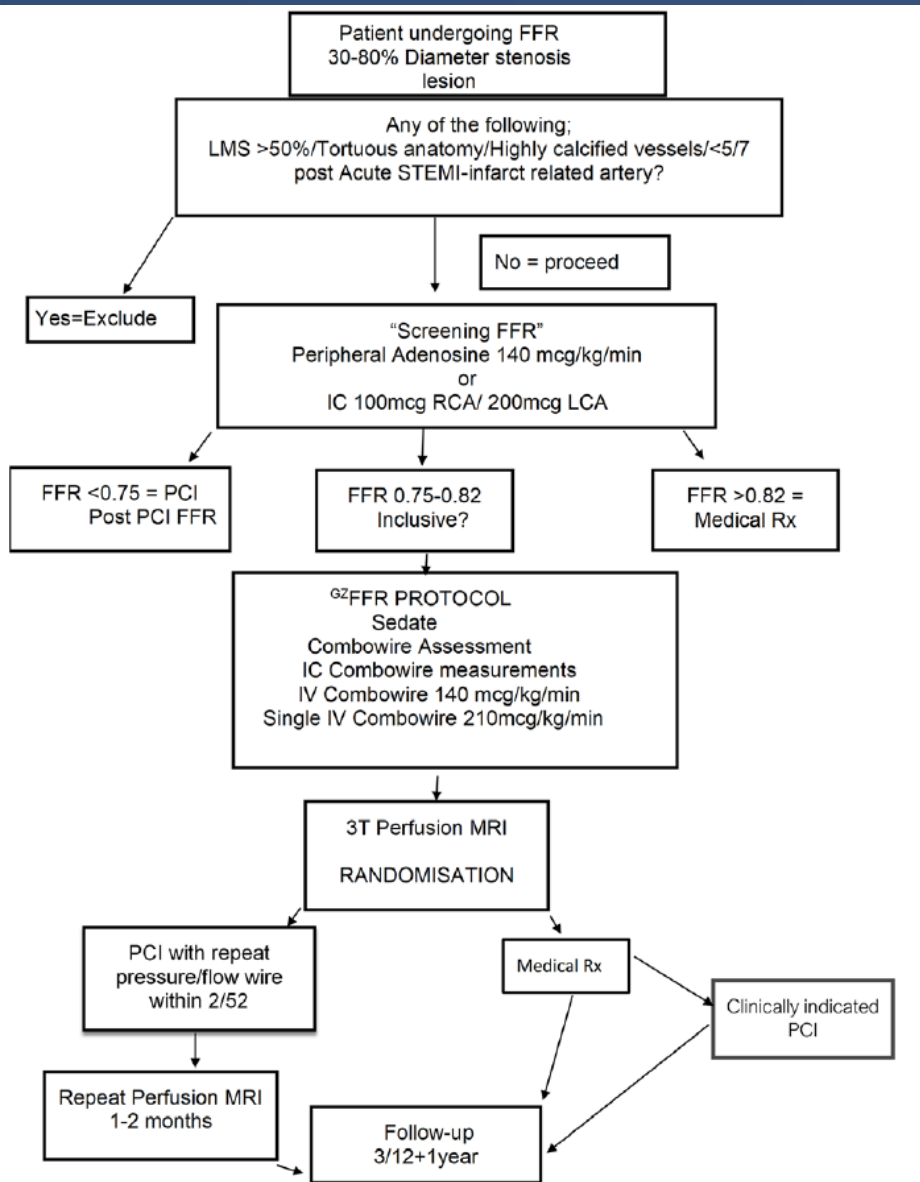 Patient undergoing FFR
30-80% Diameter stenosis
lesion
Any of the following;
LMS >50%/Tortuous anatomy/Highly calcified vessels/<5/7
post Acute STEMI-infarct related artery?
No = proceed
Yes=Exclude
“Screening FFR”
Peripheral Adenosine 140 mcg/kg/min
or
IC 100mcg RCA/ 200mcg LCA
FFR <0.75 = PCI
Post PCI FFR
FFR 0.75-0.82
Inclusive?
FFR >0.82 =
Medical Rx
GZFFR PROTOCOL
Sedate
Combowire Assessment
IC Combowire measurements
IV Combowire 140 mcg/kg/min
Single IV Combowire 210mcg/kg/min
3T Perfusion MRI
RANDOMISATION
PCI with repeat
pressure/flow wire
within 2/52
Medical Rx
Clinically indicated
PCI
Repeat Perfusion MRI
1-2 months
Follow-up
3/12+1year